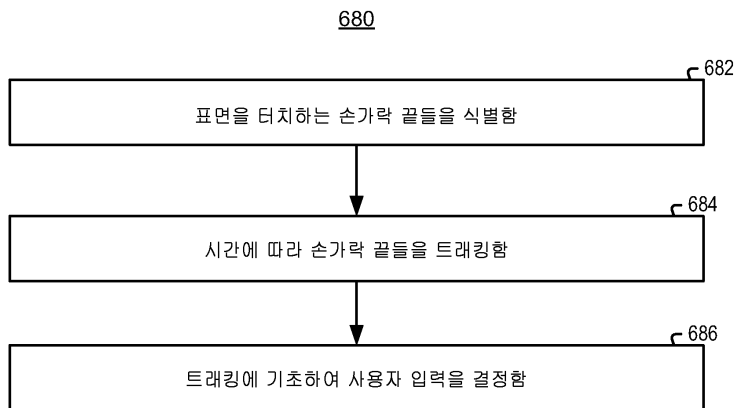 680
682
표면을 터치하는 손가락 끝들을 식별함
684
시간에 따라 손가락 끝들을 트래킹함
686
트래킹에 기초하여 사용자 입력을 결정함